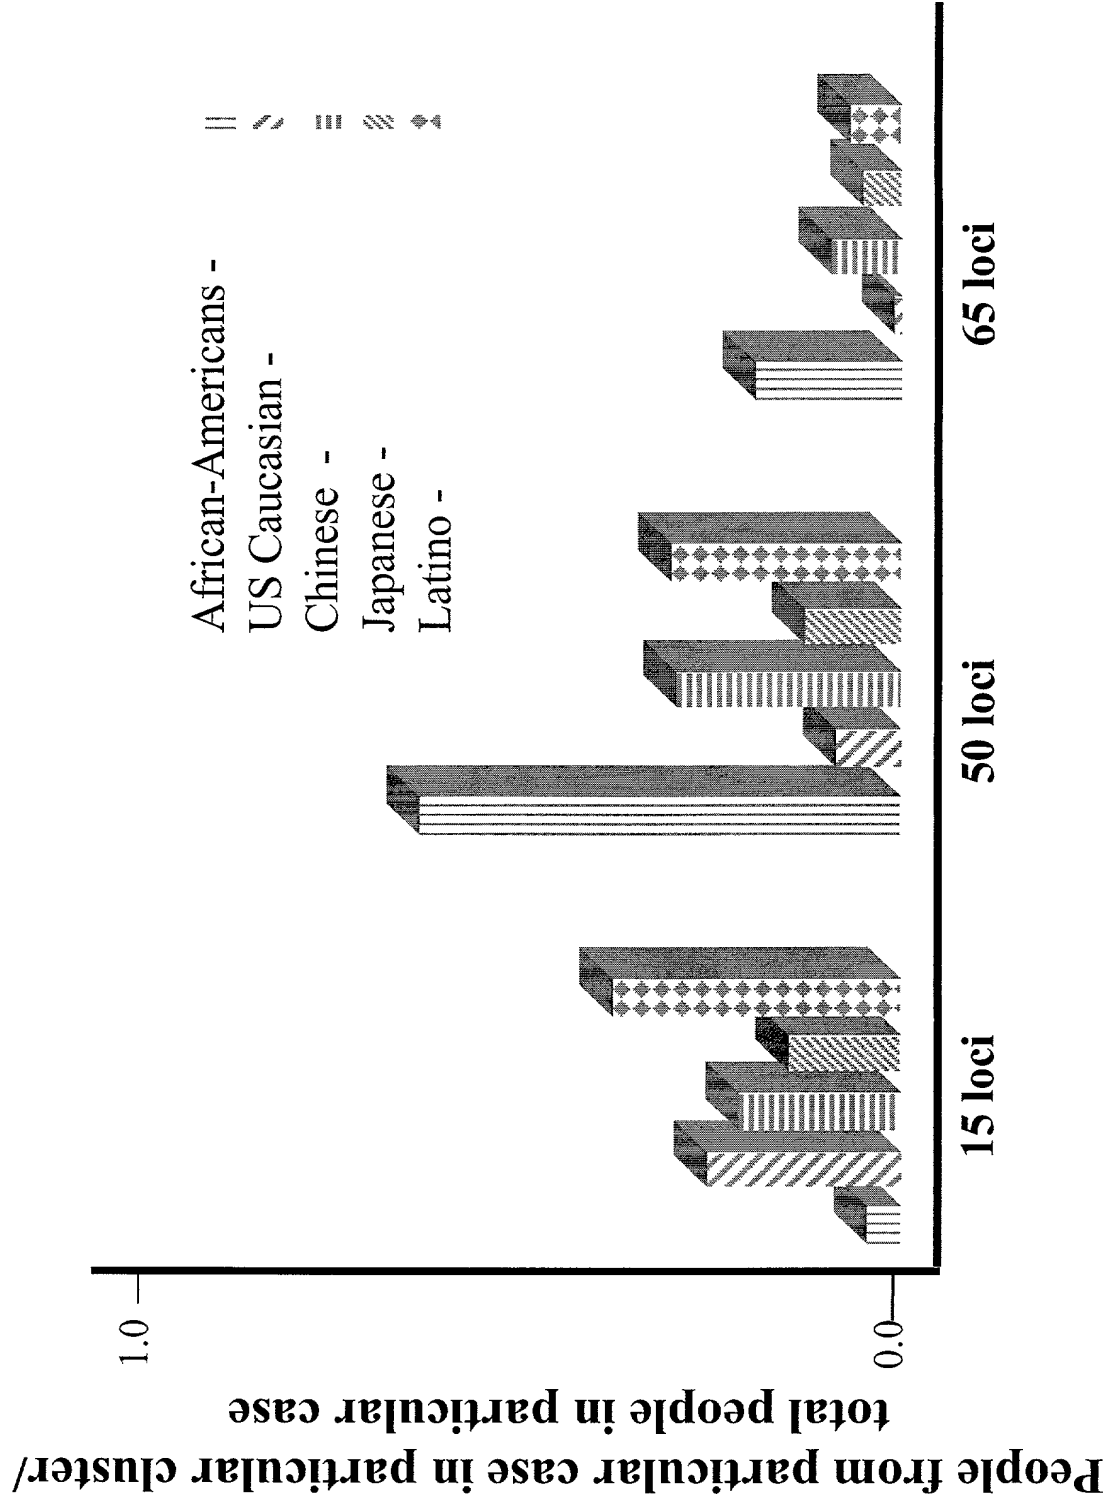 People from particular case in particular cluster/
total people in particular case
1.0
0.0
African-Americans -
US Caucasian -
Chinese -
Japanese -
Latino -
15 loci
50 loci
65 loci